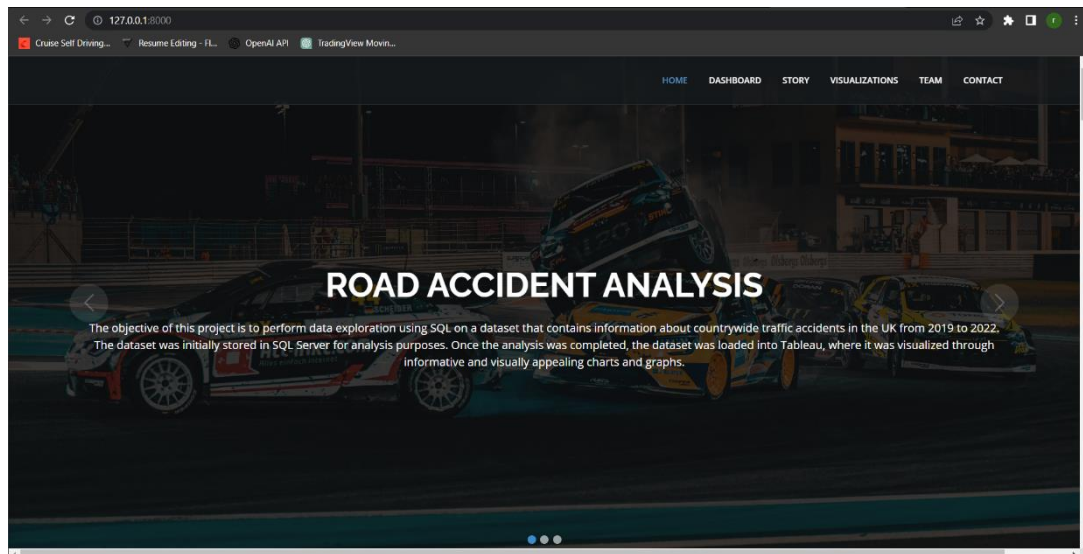 127.0.0.1:8000
Cruise Self Driving... Resume Editing - Fl... OpenAI API TradingView Movin...
HOME DASHBOARD STORY VISUALIZATIONS TEAM CONTACT
ROAD ACCIDENT ANALYSIS
The objective of this project is to perform data exploration using SQL on a dataset that contains information about countrywide traffic accidents in the UK from 2019 to 2022.
The dataset was initially stored in SQL Server for analysis purposes. Once the analysis was completed, the dataset was loaded into Tableau, where it was visualized through
informative and visually appealing charts and graphs.